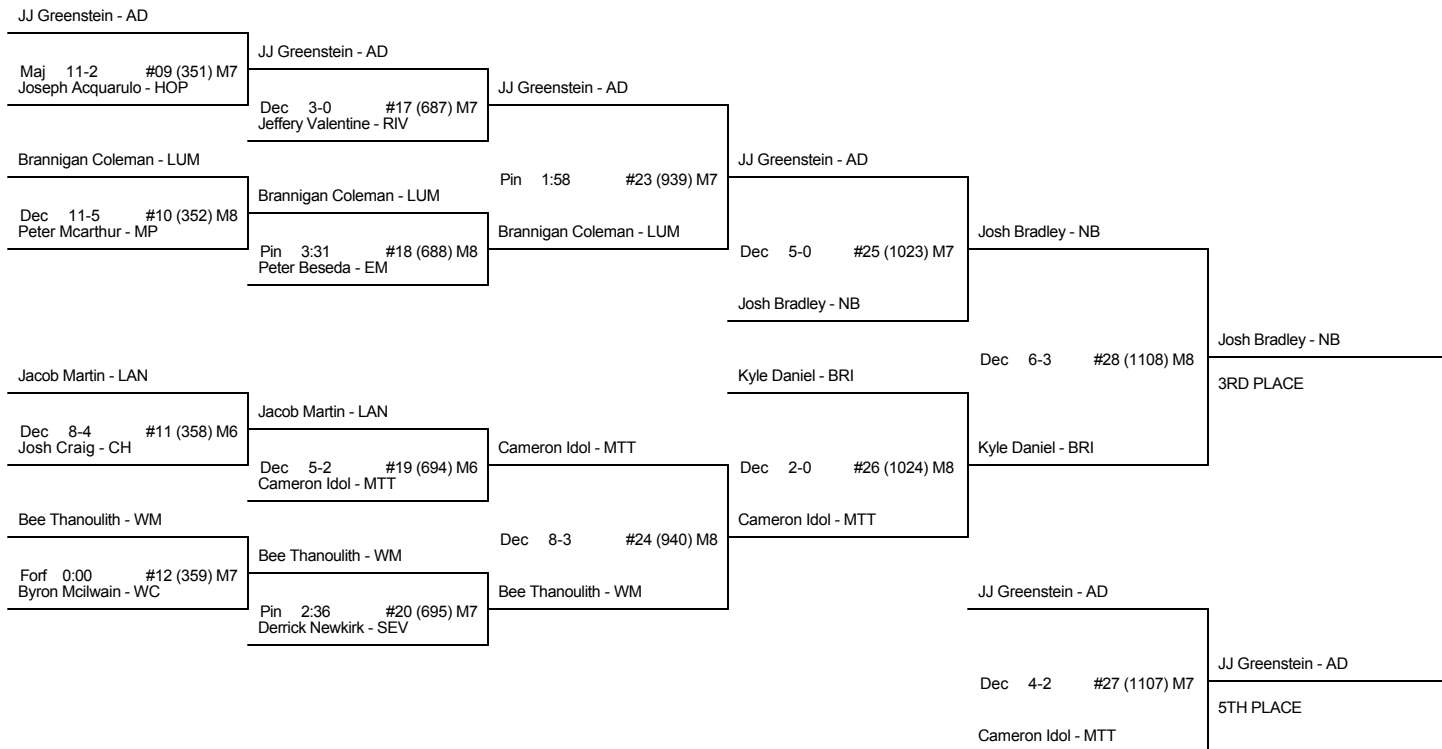 JJ Greenstein - AD
Maj 11-2 #09 (351) M7
Joseph Acquarulo - HOP
Brannigan Coleman - LUM
Dec 11-5 #10 (352) M8
Peter Mcarthur - MP
Jacob Martin - LAN
Dec 8-4 #11 (358) M6
Josh Craig - CH
Bee Thanoulith - WM
Forf 0:00 #12 (359) M7
Byron Mcilwain - WC
JJ Greenstein - AD
Dec 3-0 #17 (687) M7
Jeffery Valentine - RIV
Brannigan Coleman - LUM
Pin 3:31 #18 (688) M8
Peter Beseda - EM
Jacob Martin - LAN
Dec 5-2 #19 (694) M6
Cameron Idol - MTT
Bee Thanoulith - WM
Pin 2:36 #20 (695) M7
Derrick Newkirk - SEV
JJ Greenstein - AD
Pin 1:58 #23 (939) M7
Brannigan Coleman - LUM
Cameron Idol - MTT
Dec 8-3 #24 (940) M8
Bee Thanoulith - WM
JJ Greenstein - AD
Dec 5-0 #25 (1023) M7
Josh Bradley - NB
Kyle Daniel - BRI
Dec 2-0 #26 (1024) M8
Cameron Idol - MTT
Josh Bradley - NB
Dec 6-3 #28 (1108) M8
Kyle Daniel - BRI
Josh Bradley - NB
3RD PLACE
JJ Greenstein - AD
Dec 4-2 #27 (1107) M7
Cameron Idol - MTT
JJ Greenstein - AD
5TH PLACE